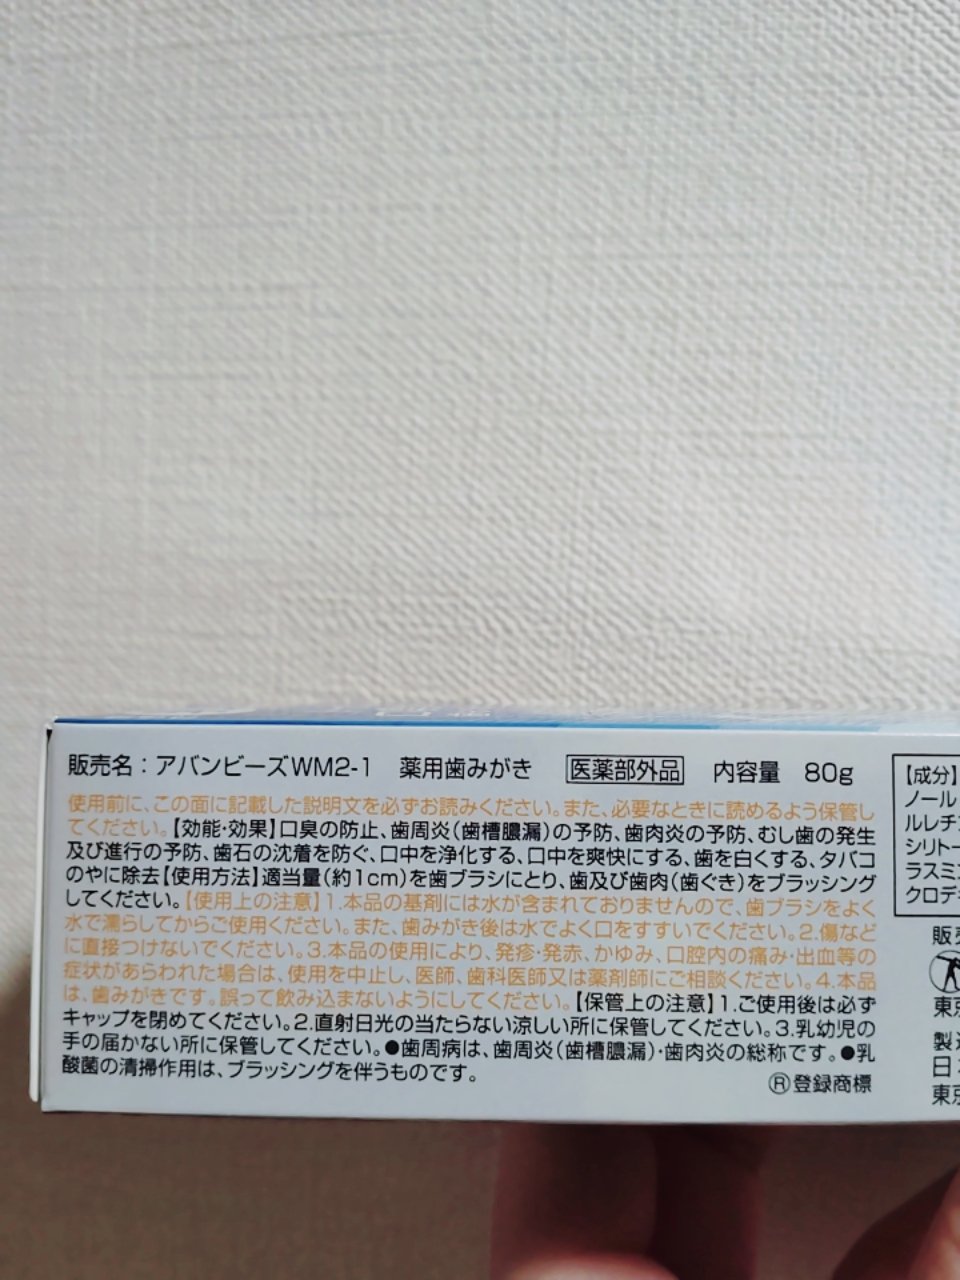 販売名：アバンビーズWM2-1 薬用歯みがき 医薬部外品 内容量 80g
使用前に、この面に記載した説明文を必ずお読みください。また、必要なときに読めるよう保管し
てください。【効能・効果】口臭の防止、歯周炎（歯槽膿漏）の予防、歯肉炎の予防、むし歯の発生
及び進行の予防、歯石の沈着を防ぐ、口中を浄化する、口中を爽快にする、歯を白くする、タバコ
のやに除去【使用方法】適当量（約1cm）を歯ブラシにとり、歯及び歯肉（歯ぐき）をブラッシング
してください。【使用上の注意】1.本品の基剤には水が含まれておりませんので、歯ブラシをよく
水で濡らしてからご使用ください。また、歯みがき後は水でよく口をすすいでください。2.傷など
に直接つけないでください。3.本品の使用により、発疹・発赤、かゆみ、口腔内の痛み・出血等の
症状があらわれた場合は、使用を中止し、医師、歯科医師又は薬剤師にご相談ください。4.本品
は、歯みがきです。誤って飲み込まないようにしてください。【保管上の注意】1.ご使用後は必ず
キャップを閉めてください。2.直射日光の当たらない涼しい所に保管してください。3.乳幼児の
手の届かない所に保管してください。●歯周病は、歯周炎（歯槽膿漏）・歯肉炎の総称です。●乳
酸菌の清掃作用は、ブラッシングを伴うものです。
Ⓡ登録商標
【成分】
ノール
ルレチ
シリトー
ラスミ
クロデキ
販売
東京
製造
日本
東京